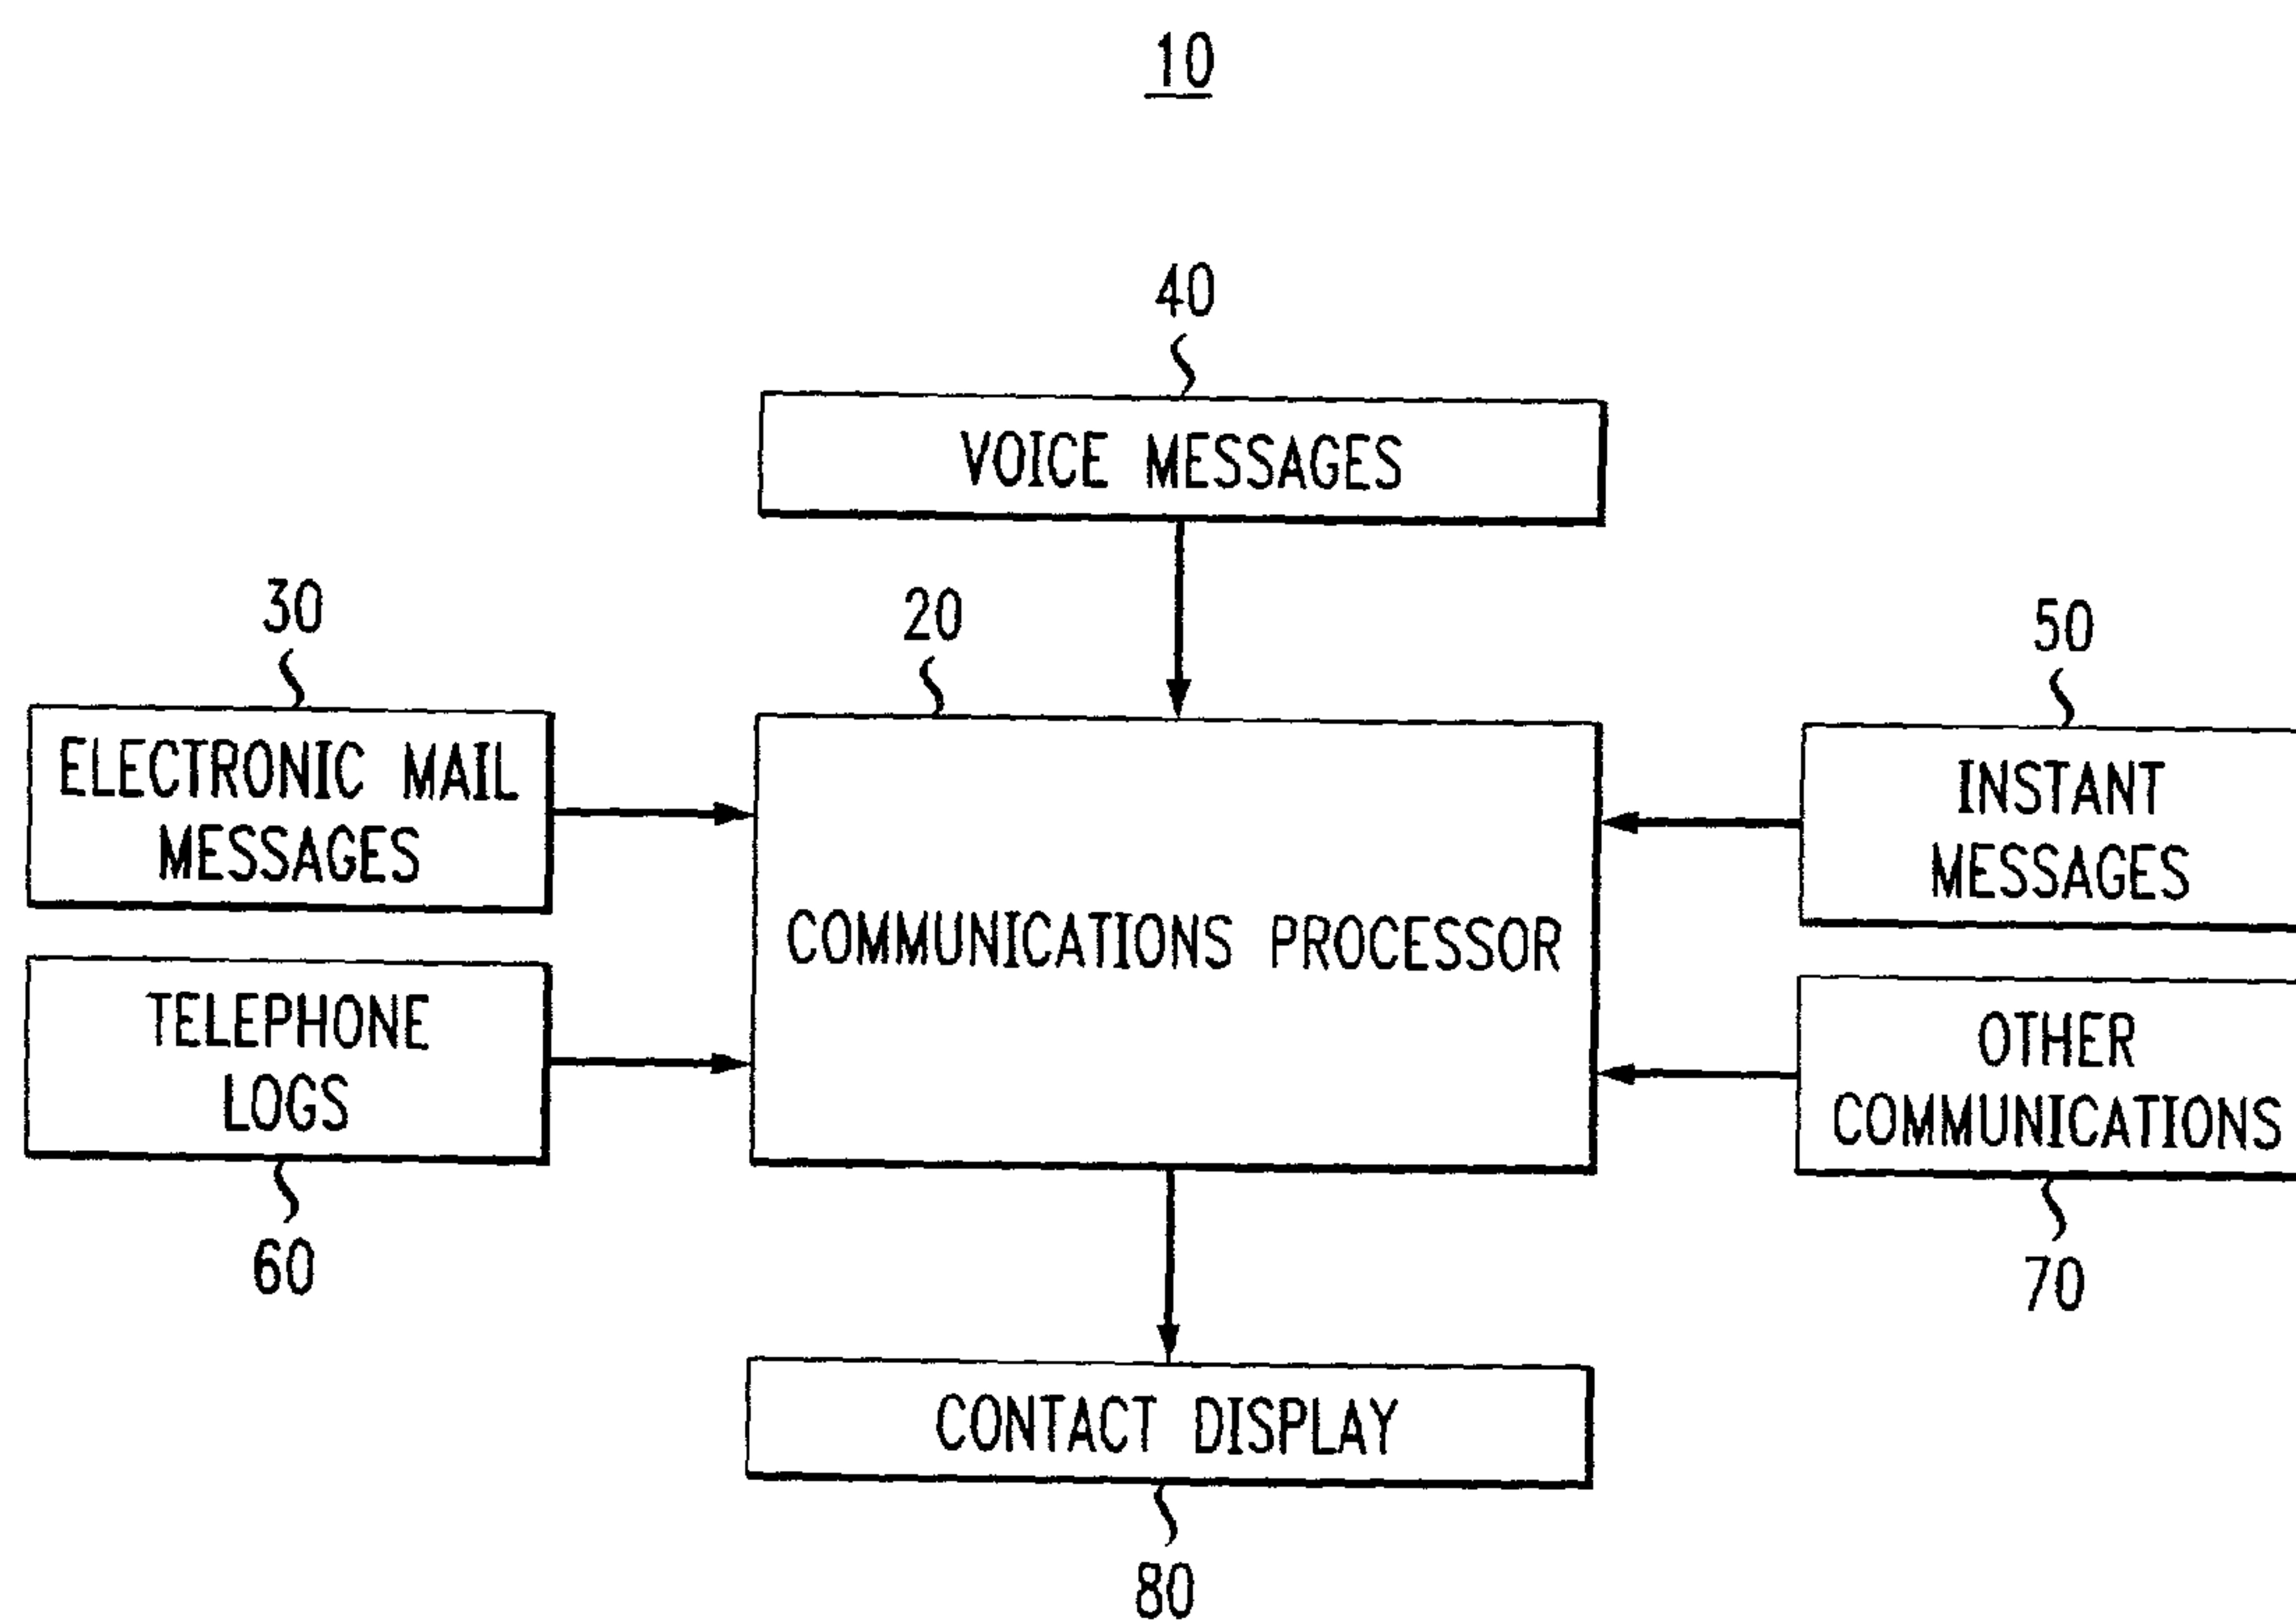 10
40
VOICE MESSAGES
30
20
50
ELECTRONIC MAIL
MESSAGES
INSTANT
MESSAGES
COMMUNICATIONS PROCESSOR
TELEPHONE
LOGS
OTHER
COMMUNICATIONS
60
70
CONTACT DISPLAY
80